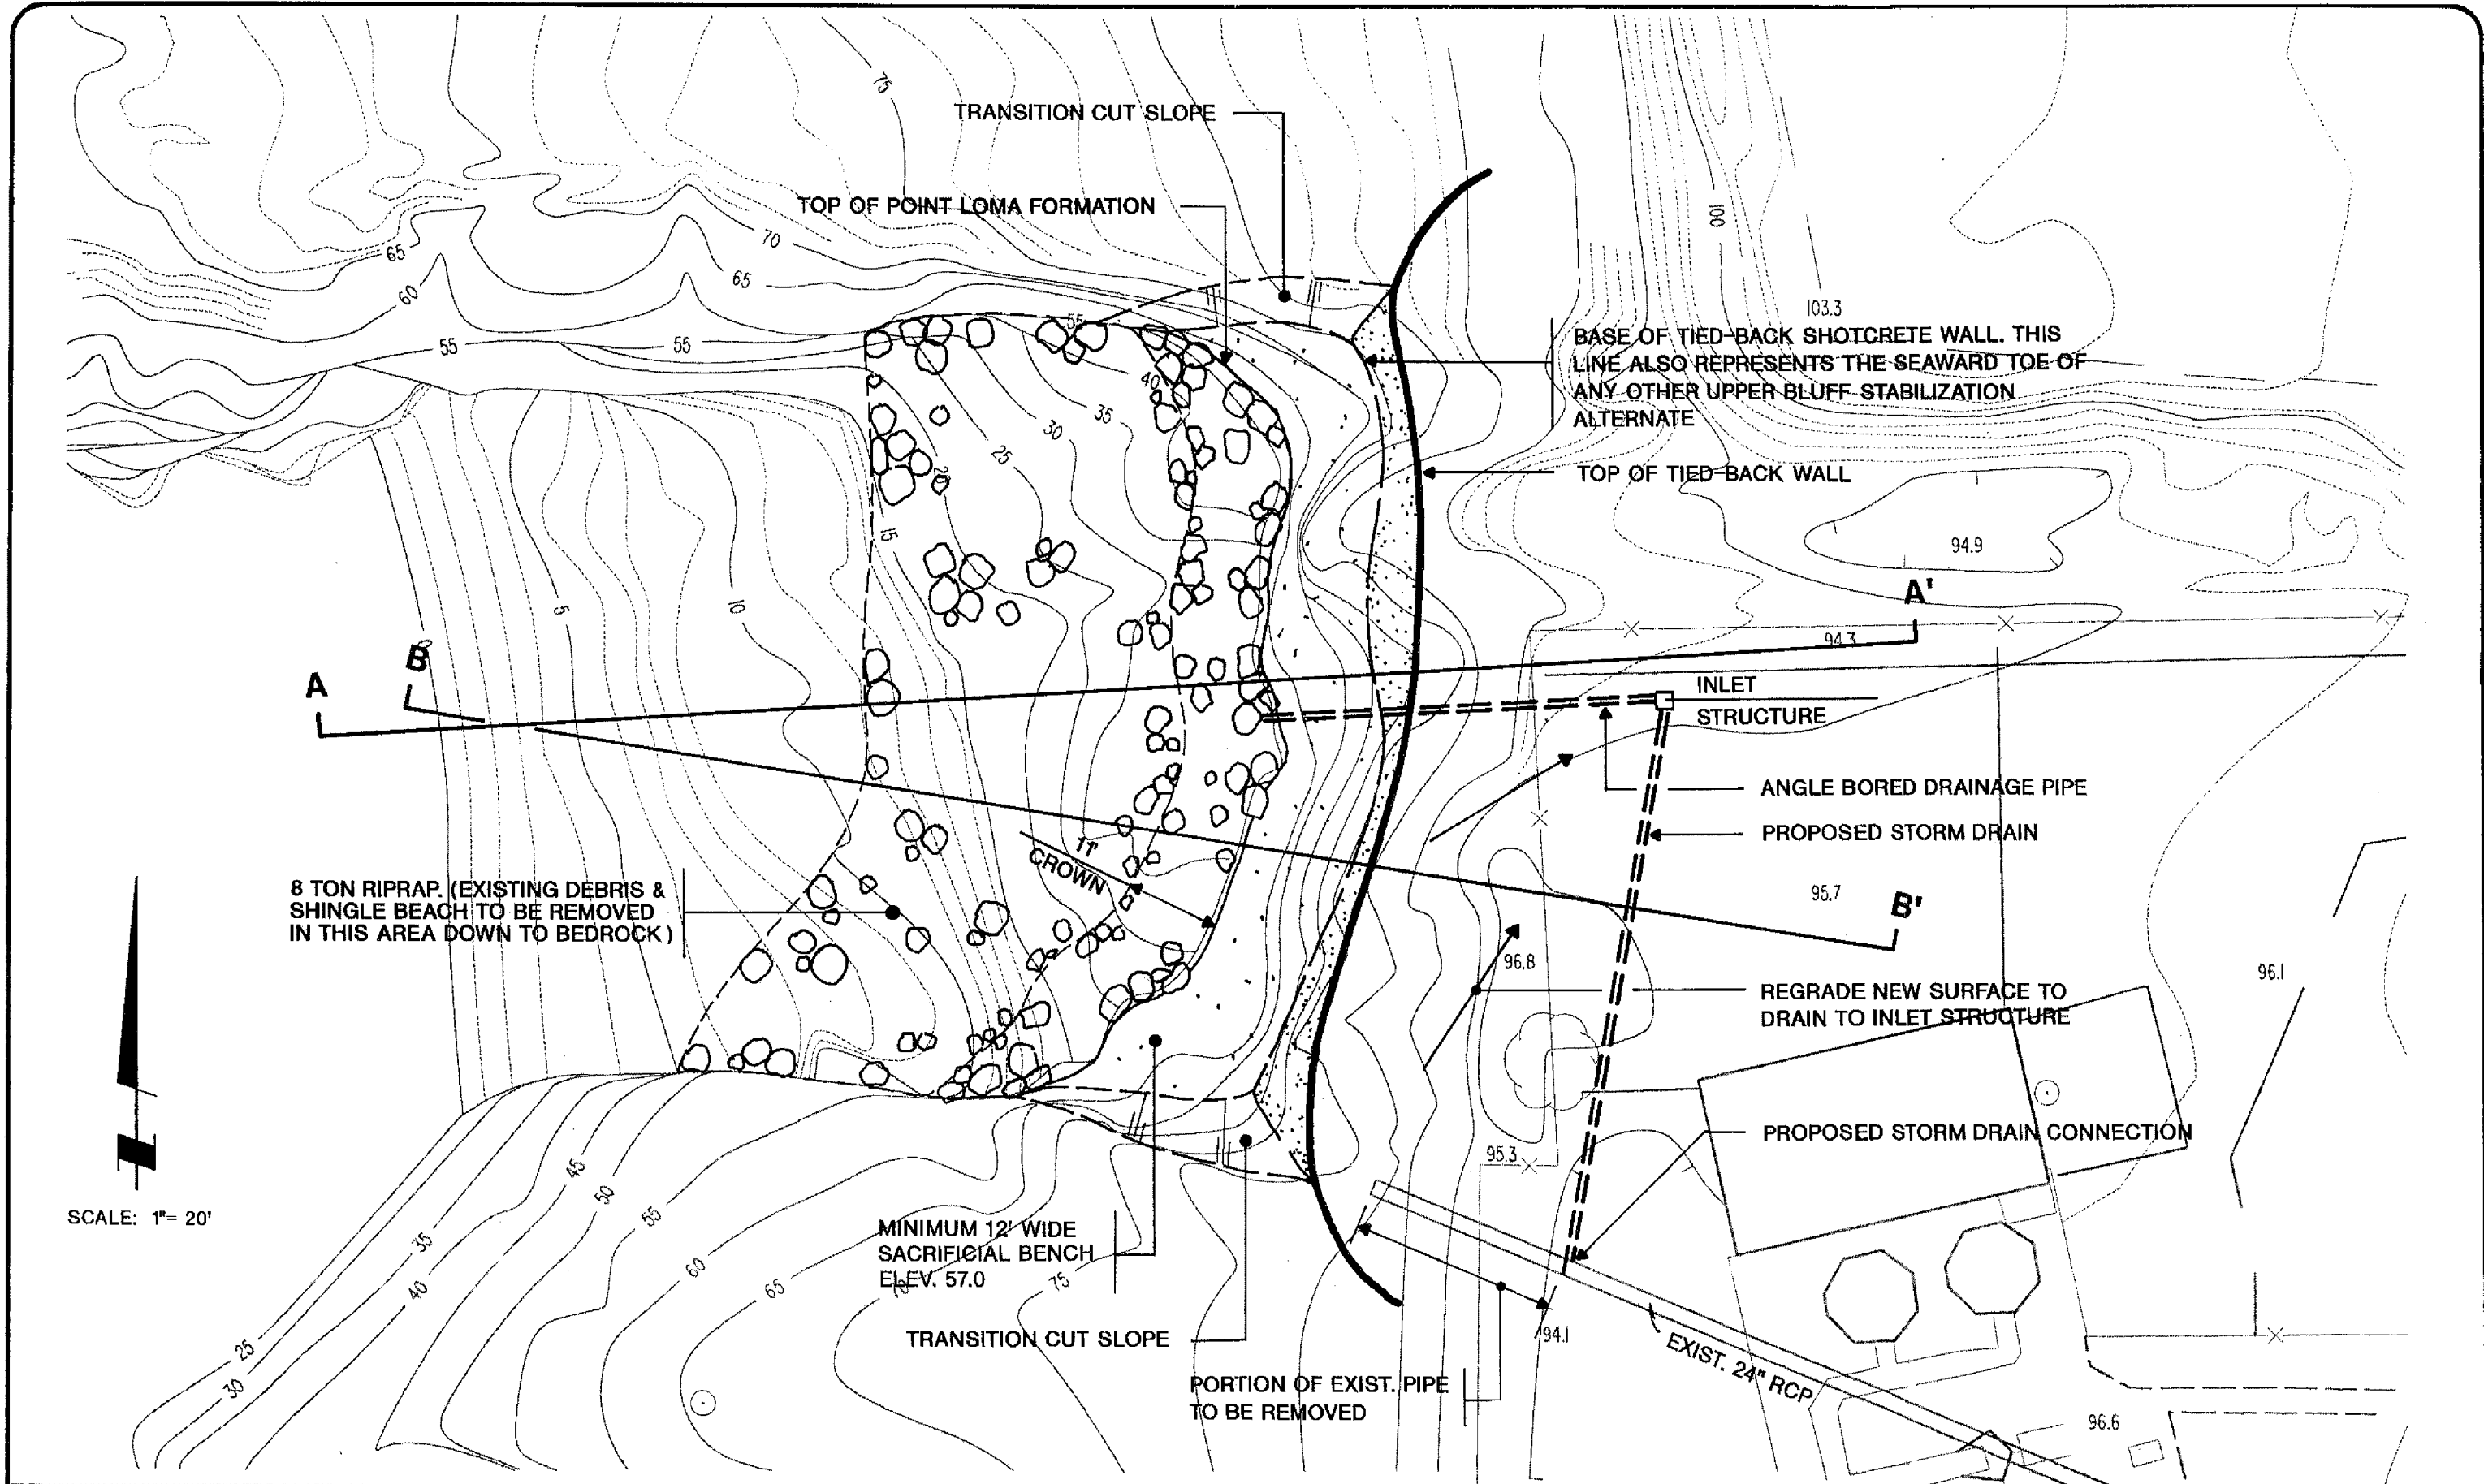 75
TRANSITION CUT SLOPE
TOP OF POINT LOMA FORMATION
100
70
65
65
60
103.3
55
55
55
BASE OF TIED-BACK SHOTCRETE WALL. THIS
LINE ALSO REPRESENTS THE SEAWARD TOE OF
ANY OTHER UPPER BLUFF STABILIZATION
ALTERNATE
40
35
30
25
20
15
TOP OF TIED-BACK WALL
94.9
5
10
0
A'
94.3
B
A
INLET
STRUCTURE
ANGLE BORED DRAINAGE PIPE
PROPOSED STORM DRAIN
11'
CROWN
8 TON RIPRAP. (EXISTING DEBRIS &
SHINGLE BEACH TO BE REMOVED
IN THIS AREA DOWN TO BEDROCK)
95.7
B'
96.8
96.1
REGRADE NEW SURFACE TO
DRAIN TO INLET STRUCTURE
PROPOSED STORM DRAIN CONNECTION
95.3
SCALE: 1"= 20'
45
50
55
35
60
40
65
70
75
25
30
MINIMUM 12' WIDE
SACRIFICIAL BENCH
ELEV. 57.0
TRANSITION CUT SLOPE
94.1
EXIST. 24" RCP
PORTION OF EXIST. PIPE
TO BE REMOVED
96.6